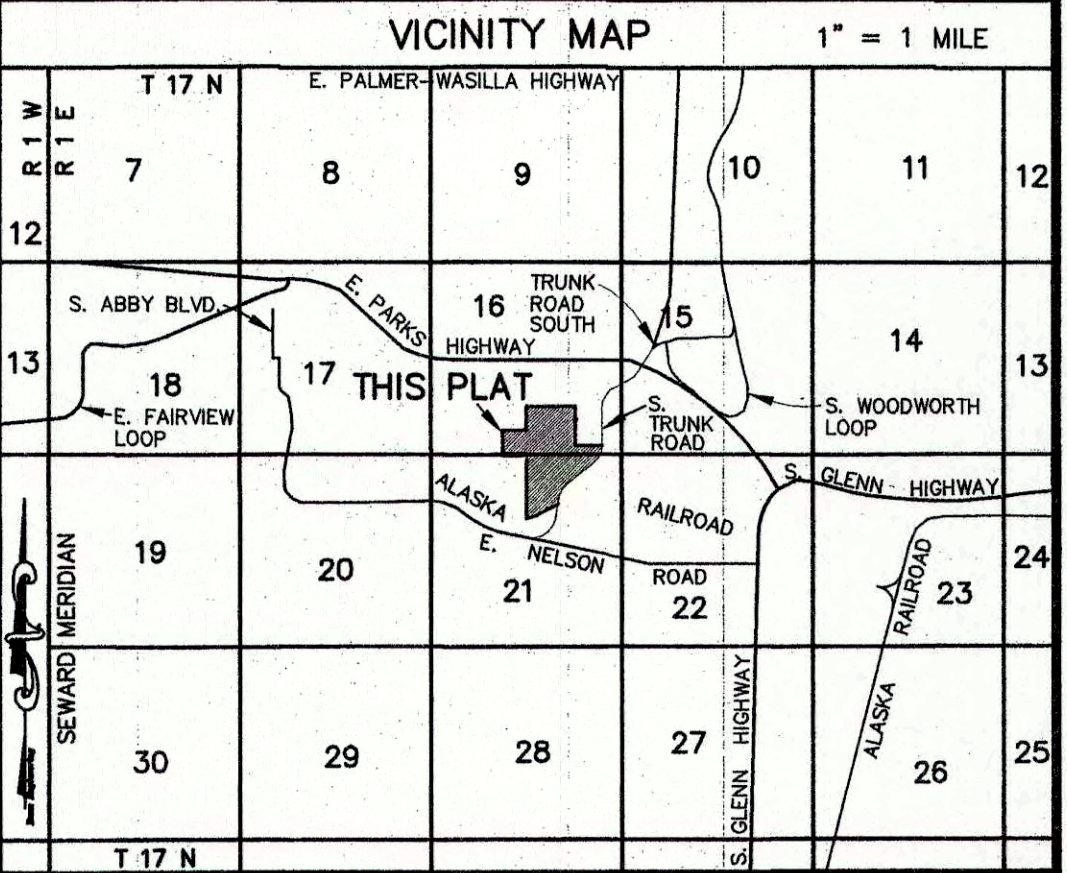 VICINITY MAP
1" = 1 MILE
T 17 N
E. PALMER-WASILLA HIGHWAY
R 1 W
R 1 E
7
8
9
10
11
12
12
S. ABBY BLVD.
E. PARKS
HIGHWAY
16
TRUNK
ROAD
SOUTH
15
14
13
13
18
17
THIS PLAT
E. FAIRVIEW
LOOP
S.
TRUNK
ROAD
S. WOODWORTH
LOOP
ALASKA
RAILROAD
S. GLENN HIGHWAY
E. NELSON
ROAD
SEWARD MERIDIAN
19
20
21
22
23
24
ALASKA
RAILROAD
30
29
28
27
26
25
S. GLENN HIGHWAY
T 17 N